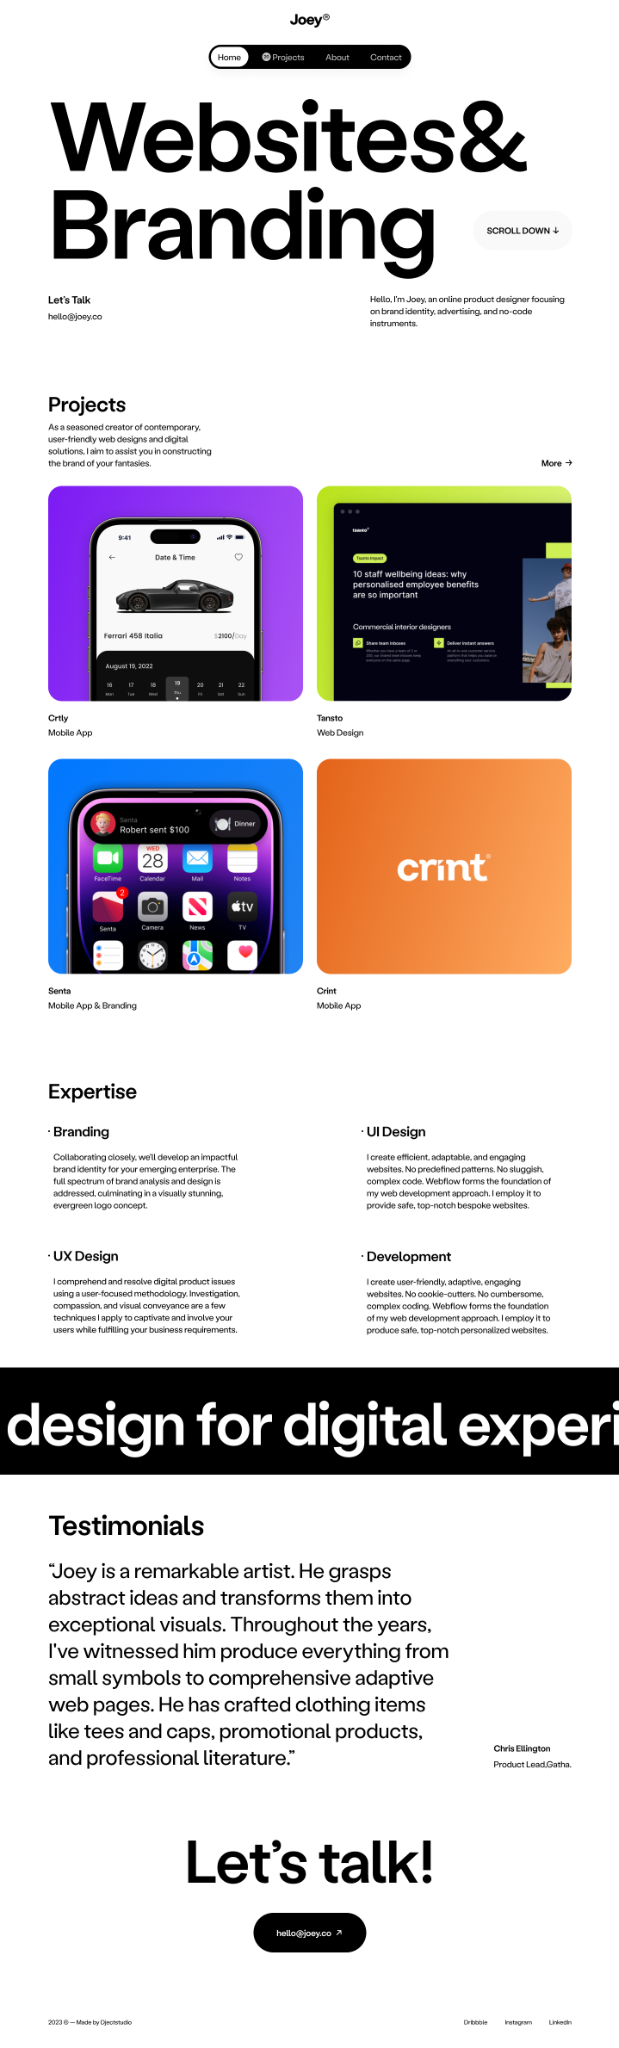 Joey®
Home
Projects
About
Contact
Websites&
Branding
SCROLL DOWN ↓
Let's Talk
hello@joey.co
Hello, I'm Joey, an online product designer focusing
on brand identity, advertising, and no-code
instruments.
Projects
As a seasoned creator of contemporary,
user-friendly web designs and digital
solutions, I aim to assist you in constructing
the brand of your fantasies.
More →
9:41
← Date & Time
Ferrari 458 Italia
$2100/day
August 19, 2022
16 17 18 19 20 21 22
Mon Tue Wed Thu Fri Sat Sun
tansto®
Teams Impact
10 staff wellbeing ideas: why
personalised employee benefits
are so important
Commercial interior designers
Share team inboxes
Deliver instant answers
Crtly
Mobile App
Tansto
Web Design
Senta
Robert sent $100
Dinner
WED
28
FaceTime
Calendar
Mail
Notes
2
tv
Senta
Camera
News
TV
crint®
Senta
Mobile App & Branding
Crint
Mobile App
Expertise
· Branding
Collaborating closely, we'll develop an impactful
brand identity for your emerging enterprise. The
full spectrum of brand analysis and design is
addressed, culminating in a visually stunning,
evergreen logo concept.
· UI Design
I create efficient, adaptable, and engaging
websites. No predefined patterns. No sluggish,
complex code. Webflow forms the foundation of
my web development approach. I employ it to
provide safe, top-notch bespoke websites.
· UX Design
I comprehend and resolve digital product issues
using a user-focused methodology. Investigation,
compassion, and visual conveyance are a few
techniques I apply to captivate and involve your
users while fulfilling your business requirements.
· Development
I create user-friendly, adaptive, engaging
websites. No cookie-cutters. No cumbersome,
complex coding. Webflow forms the foundation
of my web development approach. I employ it to
produce safe, top-notch personalized websites.
design for digital experi
Testimonials
“Joey is a remarkable artist. He grasps
abstract ideas and transforms them into
exceptional visuals. Throughout the years,
I've witnessed him produce everything from
small symbols to comprehensive adaptive
web pages. He has crafted clothing items
like tees and caps, promotional products,
and professional literature.”
Chris Ellington
Product Lead,Gatha.
Let's talk!
hello@joey.co ↗
2023 © — Made by Djectstudio
Dribbble
Instagram
LinkedIn